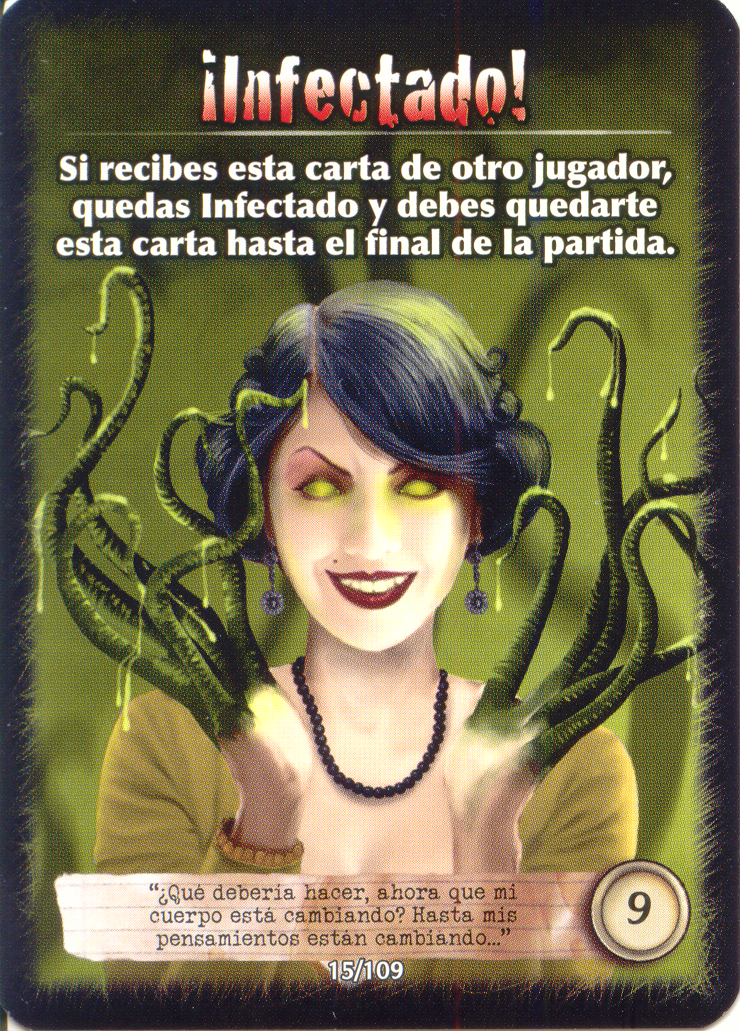 ¡Infectado!
Si recibes esta carta de otro jugador,
quedas Infectado y debes quedarte
esta carta hasta el final de la partida.
“¿Qué debería hacer, ahora que mi
cuerpo está cambiando? Hasta mis
pensamientos están cambiando...”
9
15/109